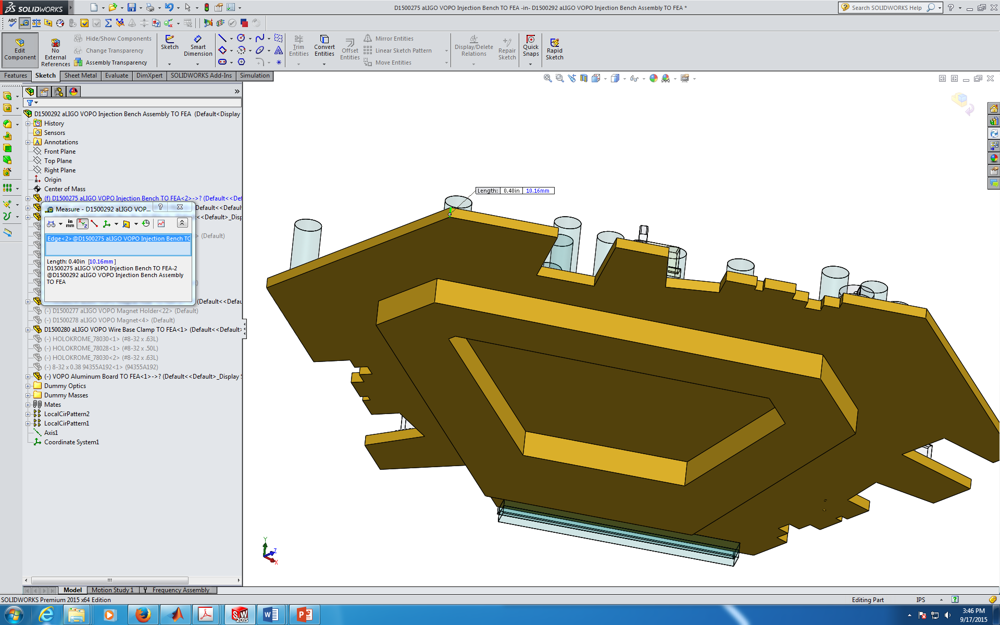 SOLIDWORKS
D1500275 aLIGO VOPO Injection Bench TO FEA -in- D1500292 aLIGO VOPO Injection Bench Assembly TO FEA *
Search SOLIDWORKS Help
Edit Component
No External References
Hide/Show Components
Change Transparency
Assembly Transparency
Sketch
Smart Dimension
Trim Entities
Convert Entities
Offset Entities
Mirror Entities
Linear Sketch Pattern
Move Entities
Display/Delete Relations
Repair Sketch
Quick Snaps
Rapid Sketch
Features
Sketch
Sheet Metal
Evaluate
DimXpert
SOLIDWORKS Add-Ins
Simulation
D1500292 aLIGO VOPO Injection Bench Assembly TO FEA (Default<Display
History
Sensors
Annotations
Front Plane
Top Plane
Right Plane
Origin
Center of Mass
(f) D1500275 aLIGO VOPO Injection Bench TO FEA<2>->? (Default<<Def
Measure - D1500292 aLIGO VOP...
in
mm
Edge<2>@D1500275 aLIGO VOPO Injection Bench TO
Length: 0.40in [10.16mm]
D1500275 aLIGO VOPO Injection Bench TO FEA-2
@D1500292 aLIGO VOPO Injection Bench Assembly
TO FEA
(Default<<Def
<Default>_Disp
> (Default)
(Default<<Defau
(-) D1500277 aLIGO VOPO Magnet Holder<22> (Default)
(-) D1500278 aLIGO VOPO Magnet<4> (Default)
D1500280 aLIGO VOPO Wire Base Clamp TO FEA<1> (Default<<Default>
(-) HOLOKROME_78030<1> (#8-32 x .63L)
(-) HOLOKROME_78028<1> (#8-32 x .50L)
(-) HOLOKROME_78030<2> (#8-32 x .63L)
(-) 8-32 x 0.38 94355A192<1> (94355A192)
(-) VOPO Aluminum Board TO FEA<1>->? (Default<<Default>_Display S
Dummy Optics
Dummy Masses
Mates
LocalCirPattern2
LocalCirPattern1
Axis1
Coordinate System1
Length: 0.40in 10.16mm
Y
Z
X
Model
Motion Study 1
Frequency Assembly
SOLIDWORKS Premium 2015 x64 Edition
Editing Part
IPS
3:46 PM
9/17/2015